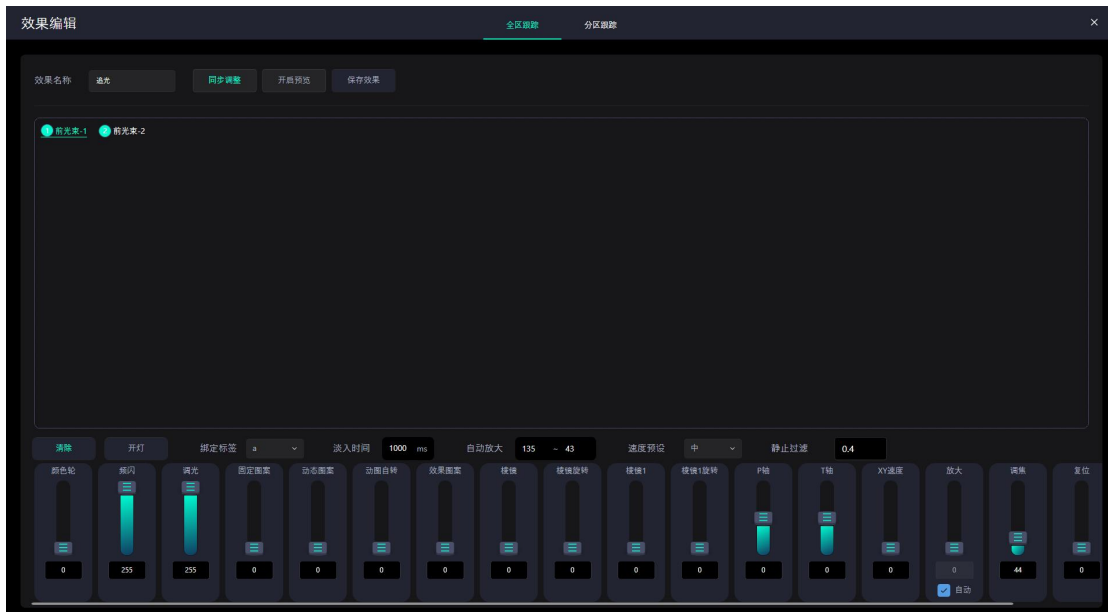 效果编辑 全区跟踪 分区跟踪 ×
效果名称 追光 同步调整 开启预览 保存效果
1 前光束-1 2 前光束-2
清除 开灯 绑定标签 a 淡入时间 1000 ms 自动放大 135 ~ 43 速度预设 中 静止过滤 0.4
颜色轮 频闪 调光 固定图案 动态图案 动图自转 效果图案 棱镜 棱镜旋转 棱镜1 棱镜1旋转 P轴 T轴 XY速度 放大 调焦 复位
0 255 255 0 0 0 0 0 0 0 0 0 0 0 0 44 0
自动